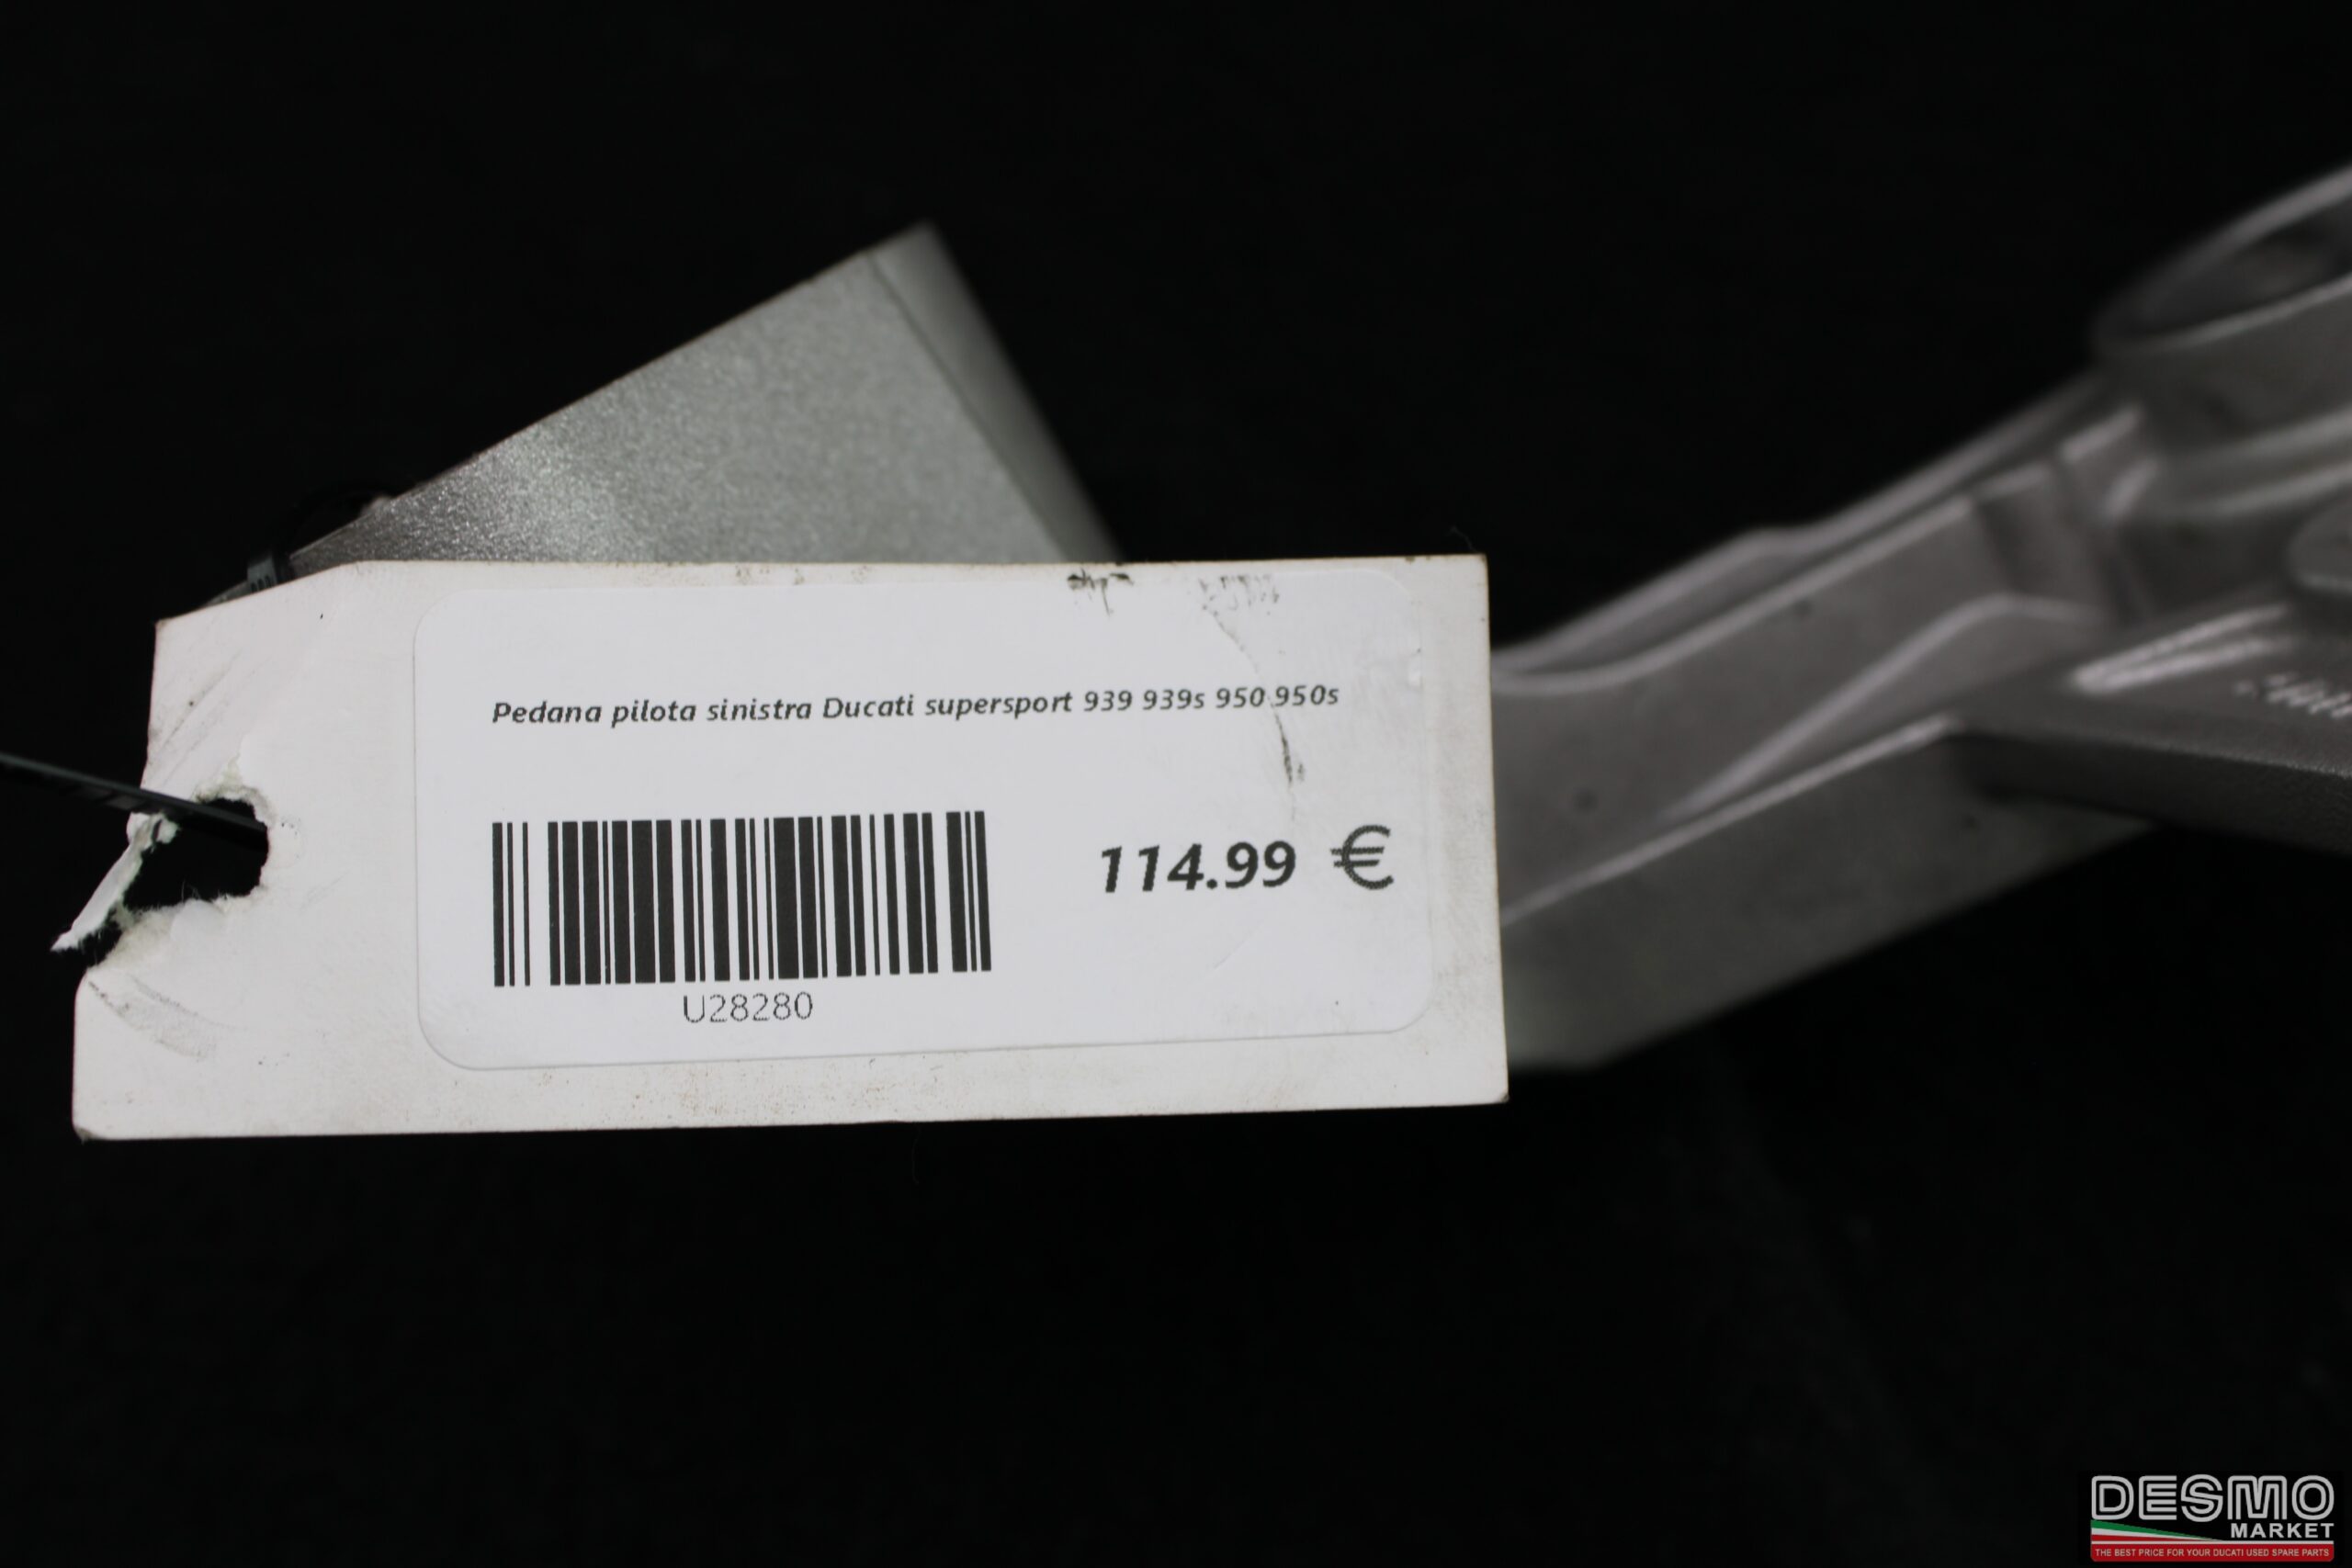 Pedana pilota sinistra Ducati supersport 939 939s 950 950s
114.99 €
U28280
DESMO
MARKET
THE BEST PRICE FOR YOUR DUCATI USED SPARE PARTS